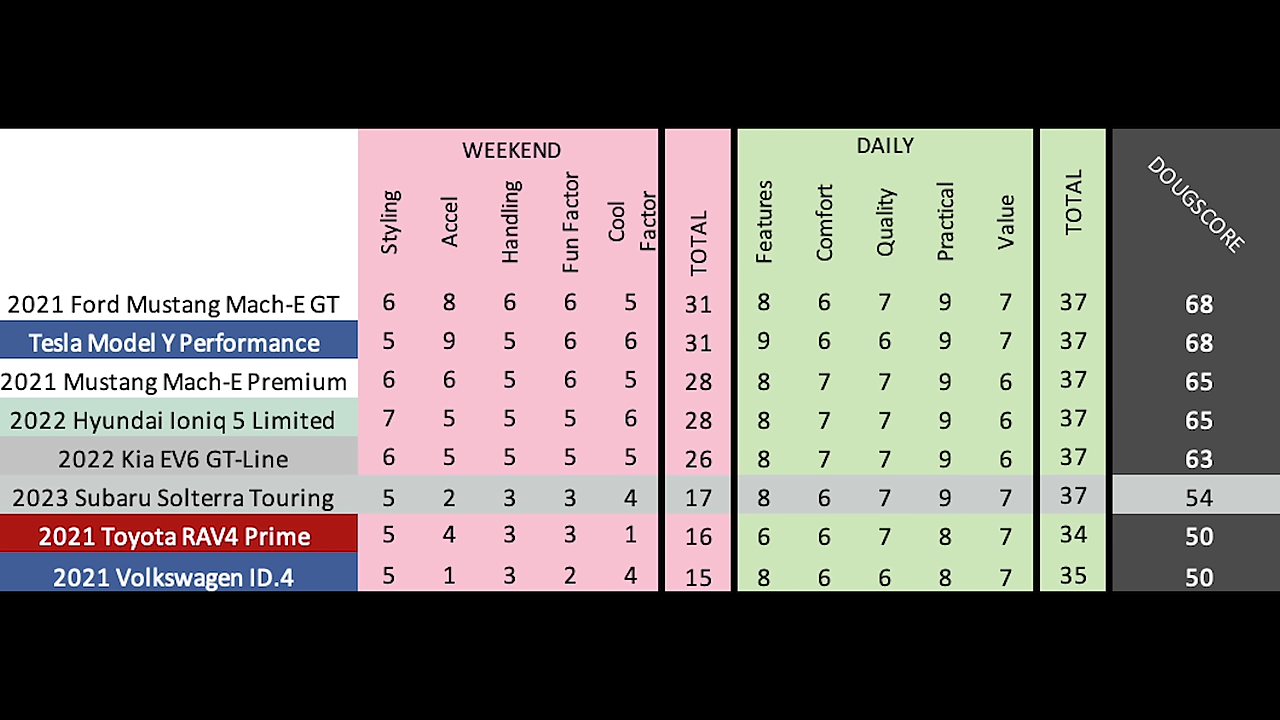 WEEKEND DAILY
Styling Accel Handling Fun Factor Cool Factor TOTAL Features Comfort Quality Practical Value TOTAL DOUGSCORE
2021 Ford Mustang Mach-E GT 6 8 6 6 5 31 8 6 7 9 7 37 68
Tesla Model Y Performance 5 9 5 6 6 31 9 6 6 9 7 37 68
2021 Mustang Mach-E Premium 6 6 5 6 5 28 8 7 7 9 6 37 65
2022 Hyundai Ioniq 5 Limited 7 5 5 5 6 28 8 7 7 9 6 37 65
2022 Kia EV6 GT-Line 6 5 5 5 5 26 8 7 7 9 6 37 63
2023 Subaru Solterra Touring 5 2 3 3 4 17 8 6 7 9 7 37 54
2021 Toyota RAV4 Prime 5 4 3 3 1 16 6 6 7 8 7 34 50
2021 Volkswagen ID.4 5 1 3 2 4 15 8 6 6 8 7 35 50